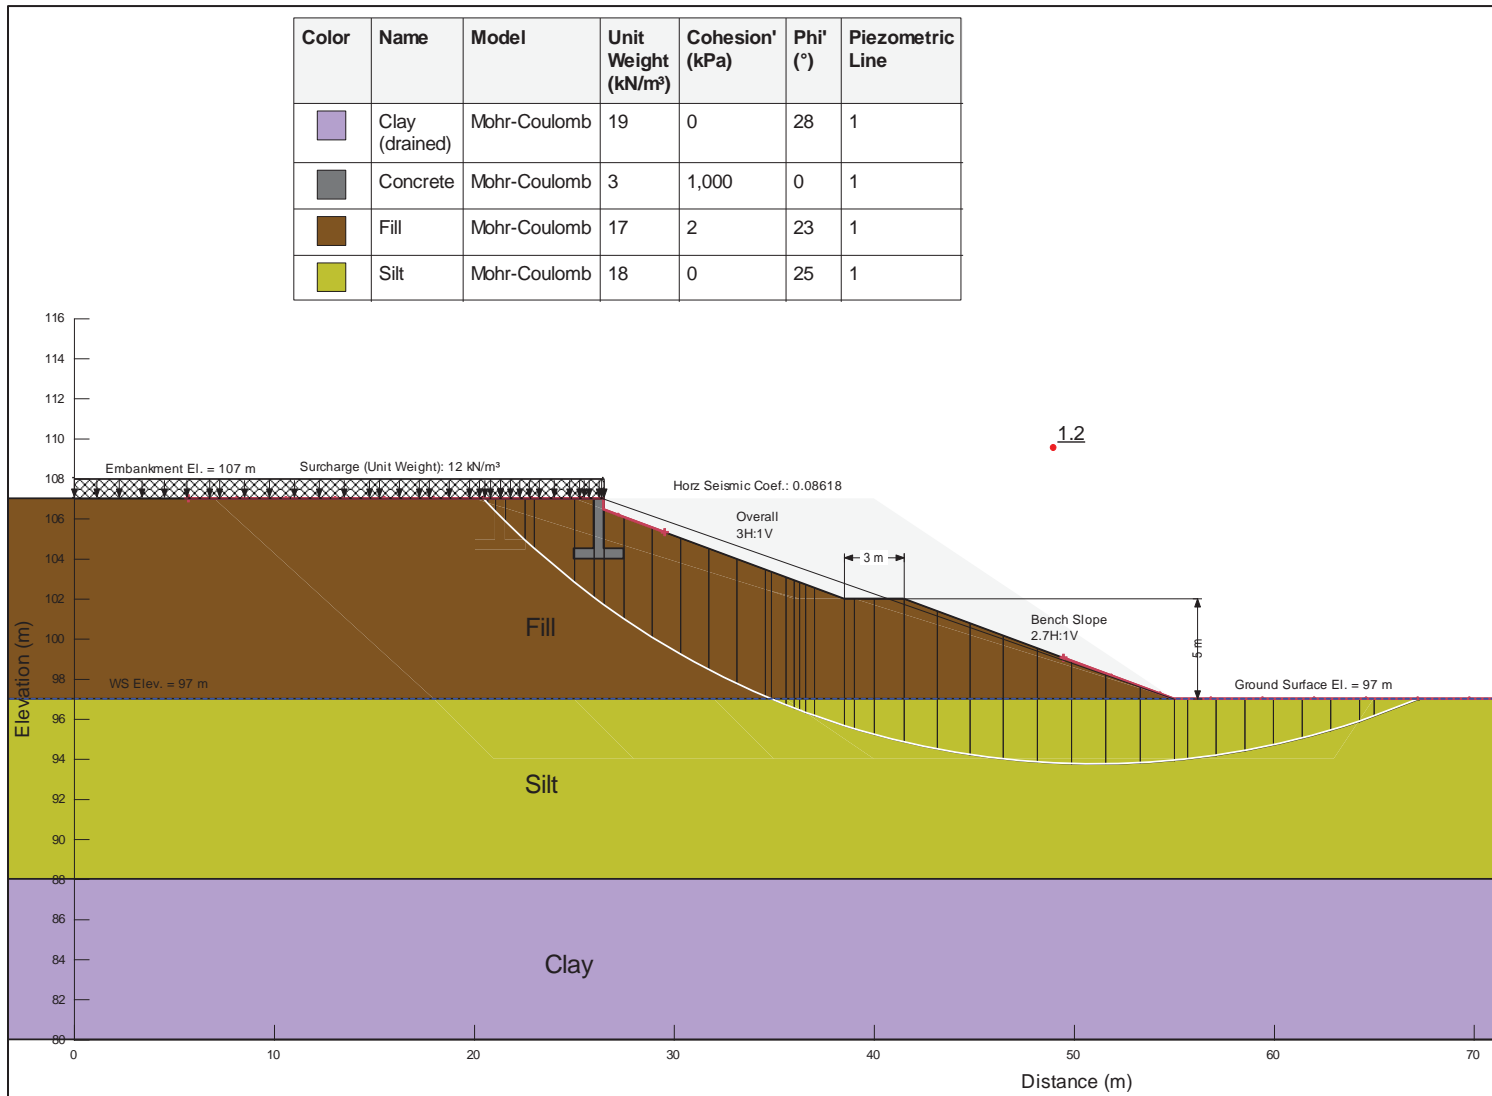 Color Name Model Unit Weight (kN/m³) Cohesion' (kPa) Phi' (°) Piezometric Line
Clay (drained) Mohr-Coulomb 19 0 28 1
Concrete Mohr-Coulomb 3 1,000 0 1
Fill Mohr-Coulomb 17 2 23 1
Silt Mohr-Coulomb 18 0 25 1
116
114
112
110
108
106
104
102
100
98
96
94
92
90
88
86
84
82
80
Elevation (m)
1.2
Embankment El. = 107 m
Surcharge (Unit Weight): 12 kN/m³
Horz Seismic Coef.: 0.08618
Overall
3H:1V
3 m
Bench Slope
2.7H:1V
5 m
Fill
WS Elev. = 97 m
Ground Surface El. = 97 m
Silt
Clay
0 10 20 30 40 50 60 70
Distance (m)